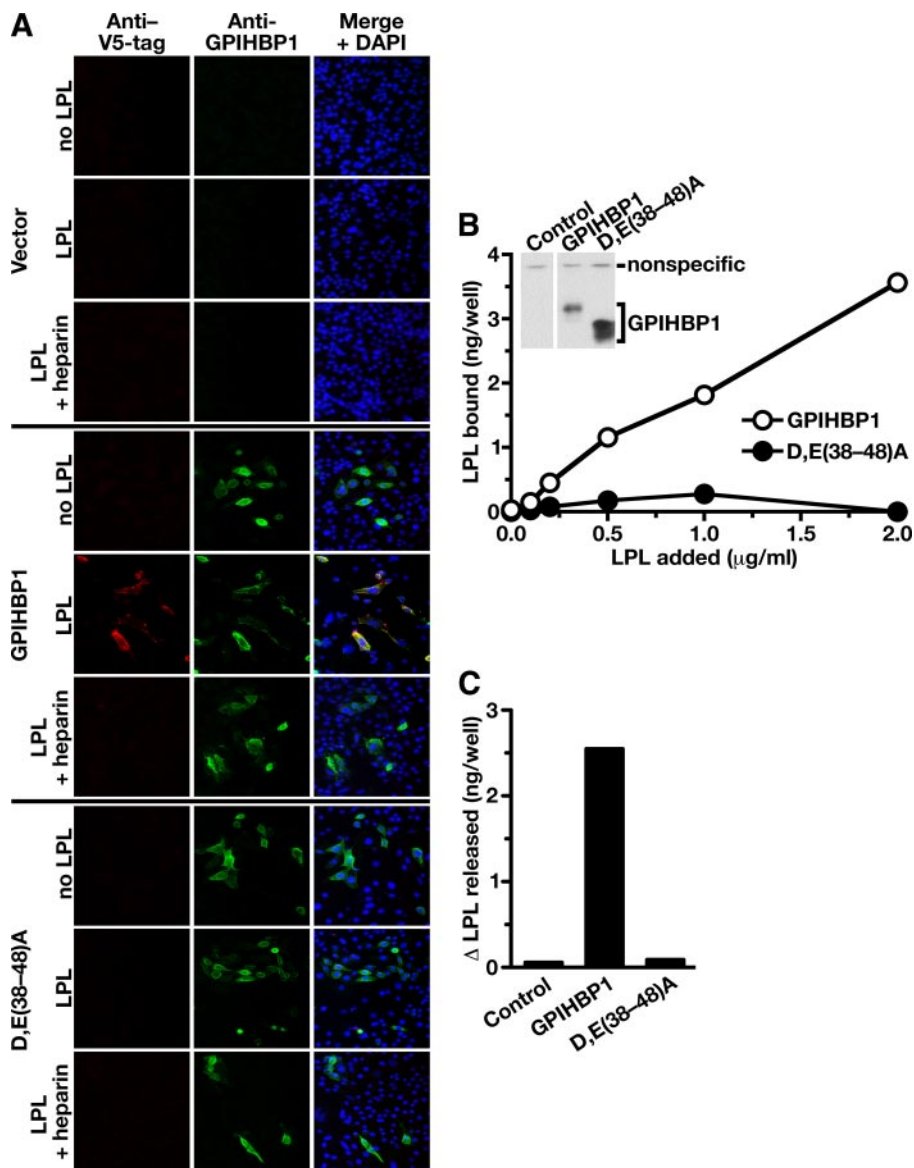 A
Anti–
V5-tag
Anti-
GPIHBP1
Merge
+ DAPI
Vector
no LPL
LPL
LPL
+ heparin
GPIHBP1
no LPL
LPL
LPL
+ heparin
D,E(38–48)A
no LPL
LPL
LPL
+ heparin
B
Control
GPIHBP1
D,E(38–48)A
nonspecific
GPIHBP1
LPL bound (ng/well)
4
3
2
1
0
GPIHBP1
D,E(38–48)A
0.0 0.5 1.0 1.5 2.0
LPL added (μg/ml)
C
Δ LPL released (ng/well)
3
2
1
0
Control
GPIHBP1
D,E(38–48)A